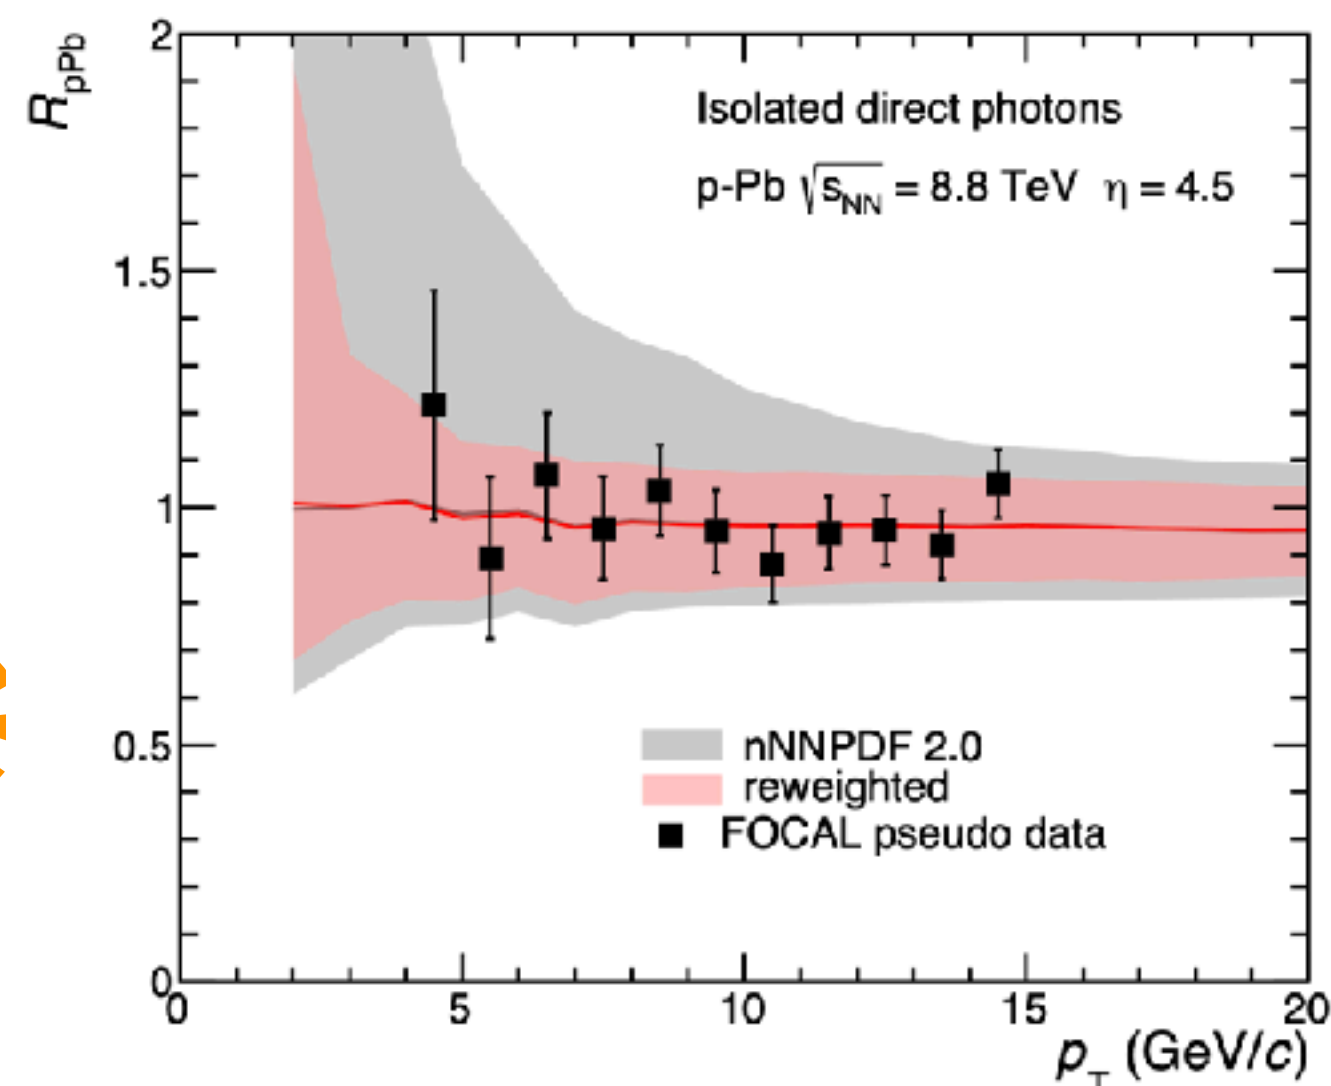 2
R_pPb
Isolated direct photons
p-Pb √s_NN = 8.8 TeV η = 4.5
1.5
1
0.5
nNNPDF 2.0
reweighted
FOCAL pseudo data
0
0 5 10 15 20
p_T (GeV/c)